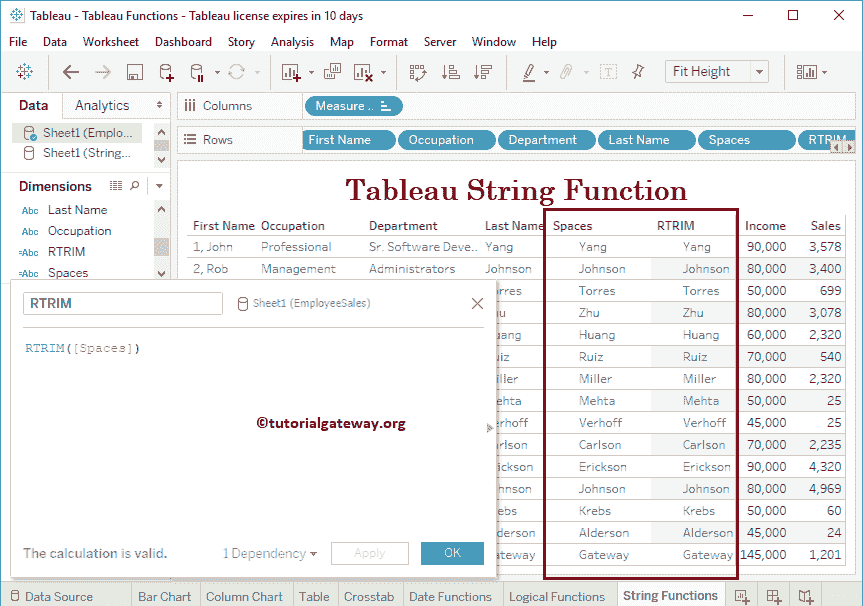 Tableau - Tableau Functions - Tableau license expires in 10 days
File Data Worksheet Dashboard Story Analysis Map Format Server Window Help
Fit Height
Data Analytics
Sheet1 (Emplo...
Sheet1 (String...
Dimensions
Abc Last Name
Abc Occupation
=Abc RTRIM
=Abc Spaces
Columns Measure ..
Rows First Name Occupation Department Last Name Spaces RTRIM
Tableau String Function
First Name Occupation Department Last Name Spaces RTRIM Income Sales
1, John Professional Sr. Software Deve.. Yang Yang Yang 90,000 3,578
2, Rob Management Administrators Johnson Johnson Johnson 80,000 3,400
orres Torres Torres 50,000 699
hu Zhu Zhu 80,000 3,078
uang Huang Huang 60,000 2,320
uiz Ruiz Ruiz 70,000 540
iller Miller Miller 80,000 2,320
ehta Mehta Mehta 50,000 25
erhoff Verhoff Verhoff 45,000 25
arlson Carlson Carlson 70,000 2,235
rickson Erickson Erickson 90,000 4,320
hnson Johnson Johnson 80,000 4,969
ebs Krebs Krebs 50,000 60
derson Alderson Alderson 45,000 24
ateway Gateway Gateway 145,000 1,201
RTRIM Sheet1 (EmployeeSales)
RTRIM([Spaces])
©tutorialgateway.org
The calculation is valid. 1 Dependency Apply OK
Data Source Bar Chart Column Chart Table Crosstab Date Functions Logical Functions String Functions